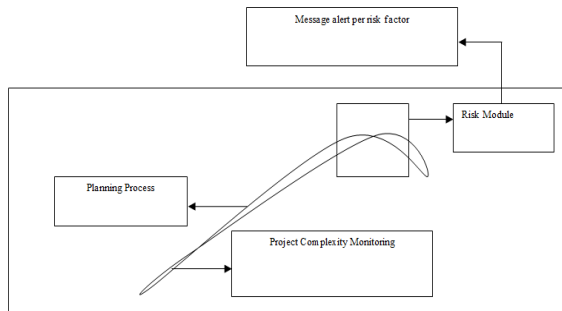 Message alert per risk factor
Risk Module
Planning Process
Project Complexity Monitoring